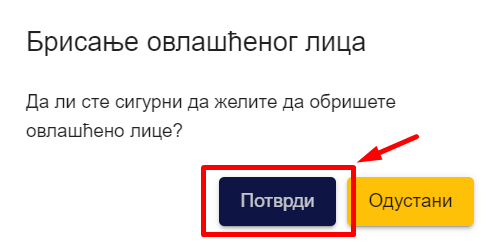 Брисање овлашћеног лица
Да ли сте сигурни да желите да обришете
овлашћено лице?
Потврди Одустани